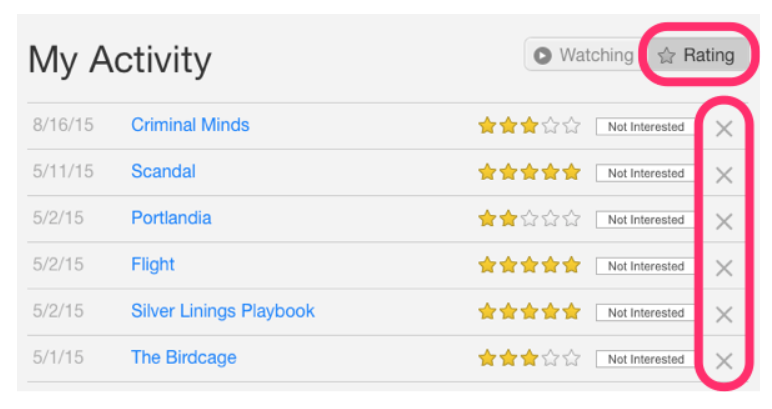 My Activity Watching Rating
8/16/15 Criminal Minds Not Interested
5/11/15 Scandal Not Interested
5/2/15 Portlandia Not Interested
5/2/15 Flight Not Interested
5/2/15 Silver Linings Playbook Not Interested
5/1/15 The Birdcage Not Interested